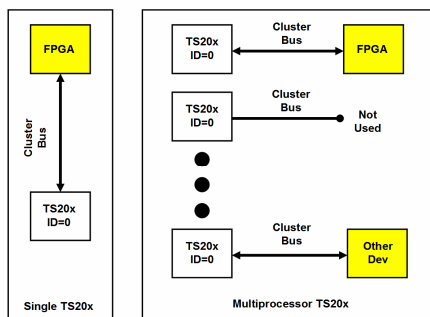 FPGA
Cluster
Bus
TS20x
ID=0
Single TS20x
TS20x
ID=0
Cluster
Bus
FPGA
TS20x
ID=0
Cluster
Bus
Not
Used
TS20x
ID=0
Cluster
Bus
Other
Dev
Multiprocessor TS20x